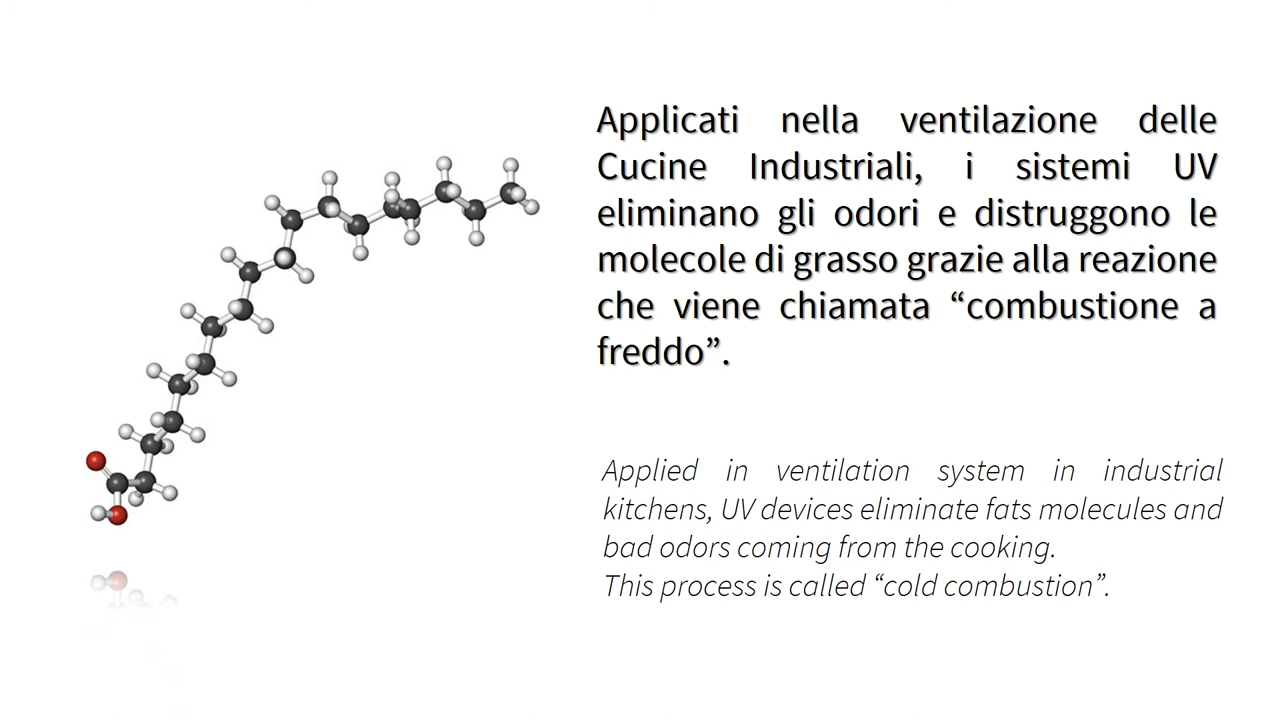 Applicati nella ventilazione delle
Cucine Industriali, i sistemi UV
eliminano gli odori e distruggono le
molecole di grasso grazie alla reazione
che viene chiamata “combustione a
freddo”.
Applied in ventilation system in industrial
kitchens, UV devices eliminate fats molecules and
bad odors coming from the cooking.
This process is called “cold combustion”.